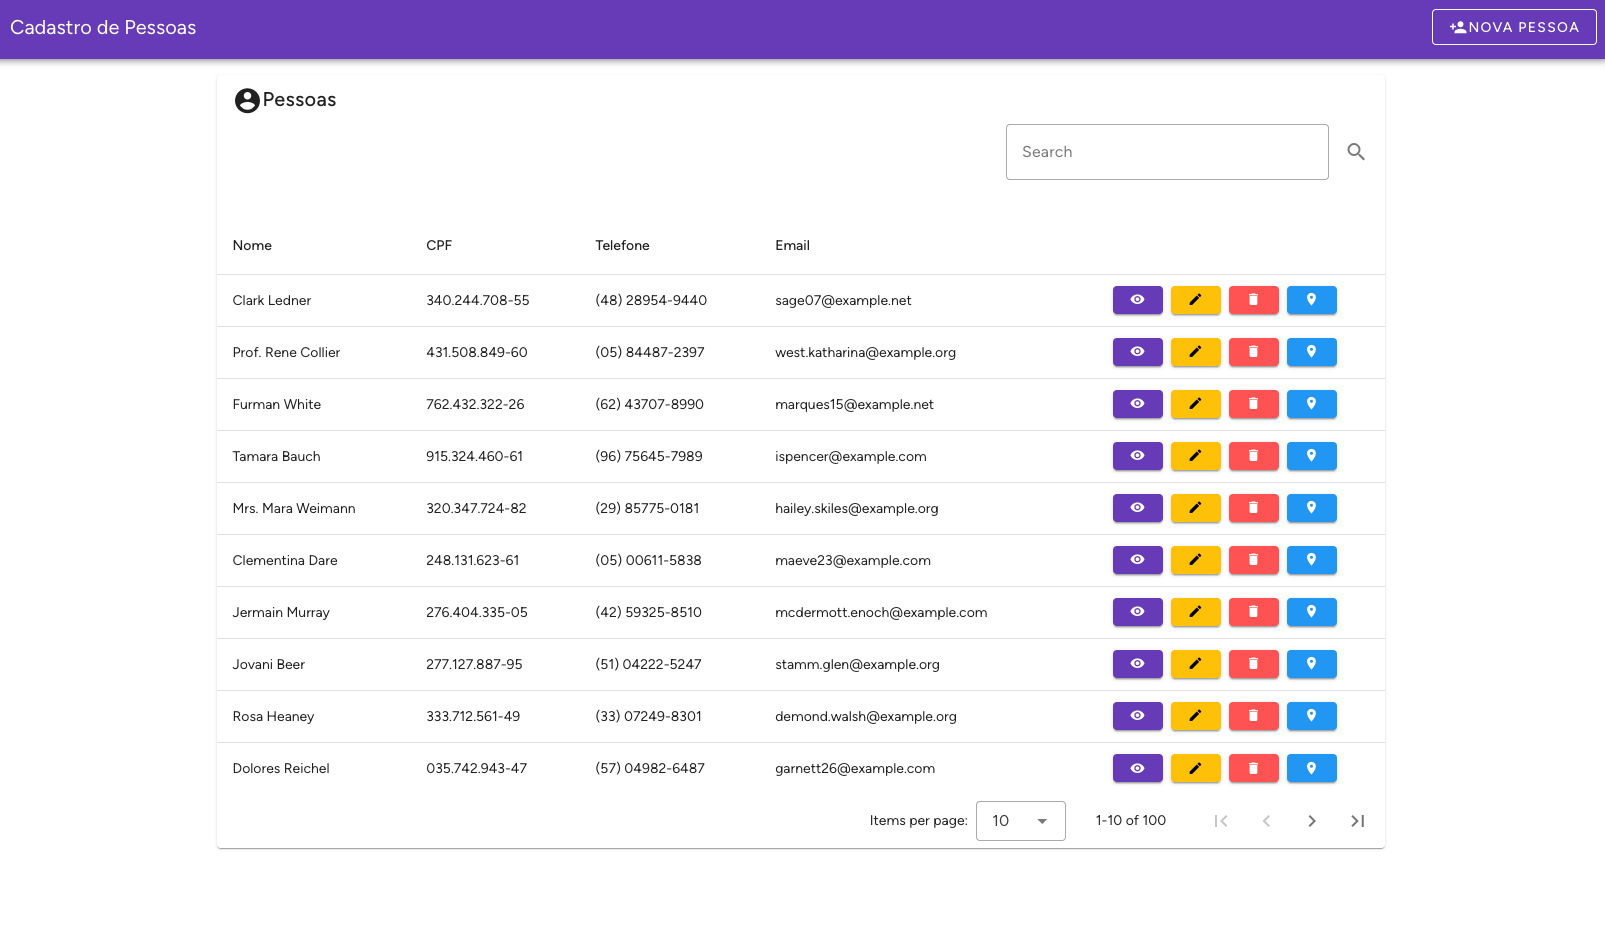 Cadastro de Pessoas
NOVA PESSOA
Pessoas
Search
Nome CPF Telefone Email
Clark Ledner 340.244.708-55 (48) 28954-9440 sage07@example.net
Prof. Rene Collier 431.508.849-60 (05) 84487-2397 west.katharina@example.org
Furman White 762.432.322-26 (62) 43707-8990 marques15@example.net
Tamara Bauch 915.324.460-61 (96) 75645-7989 ispencer@example.com
Mrs. Mara Weimann 320.347.724-82 (29) 85775-0181 hailey.skiles@example.org
Clementina Dare 248.131.623-61 (05) 00611-5838 maeve23@example.com
Jermain Murray 276.404.335-05 (42) 59325-8510 mcdermott.enoch@example.com
Jovani Beer 277.127.887-95 (51) 04222-5247 stamm.glen@example.org
Rosa Heaney 333.712.561-49 (33) 07249-8301 demond.walsh@example.org
Dolores Reichel 035.742.943-47 (57) 04982-6487 garnett26@example.com
Items per page: 10 1-10 of 100